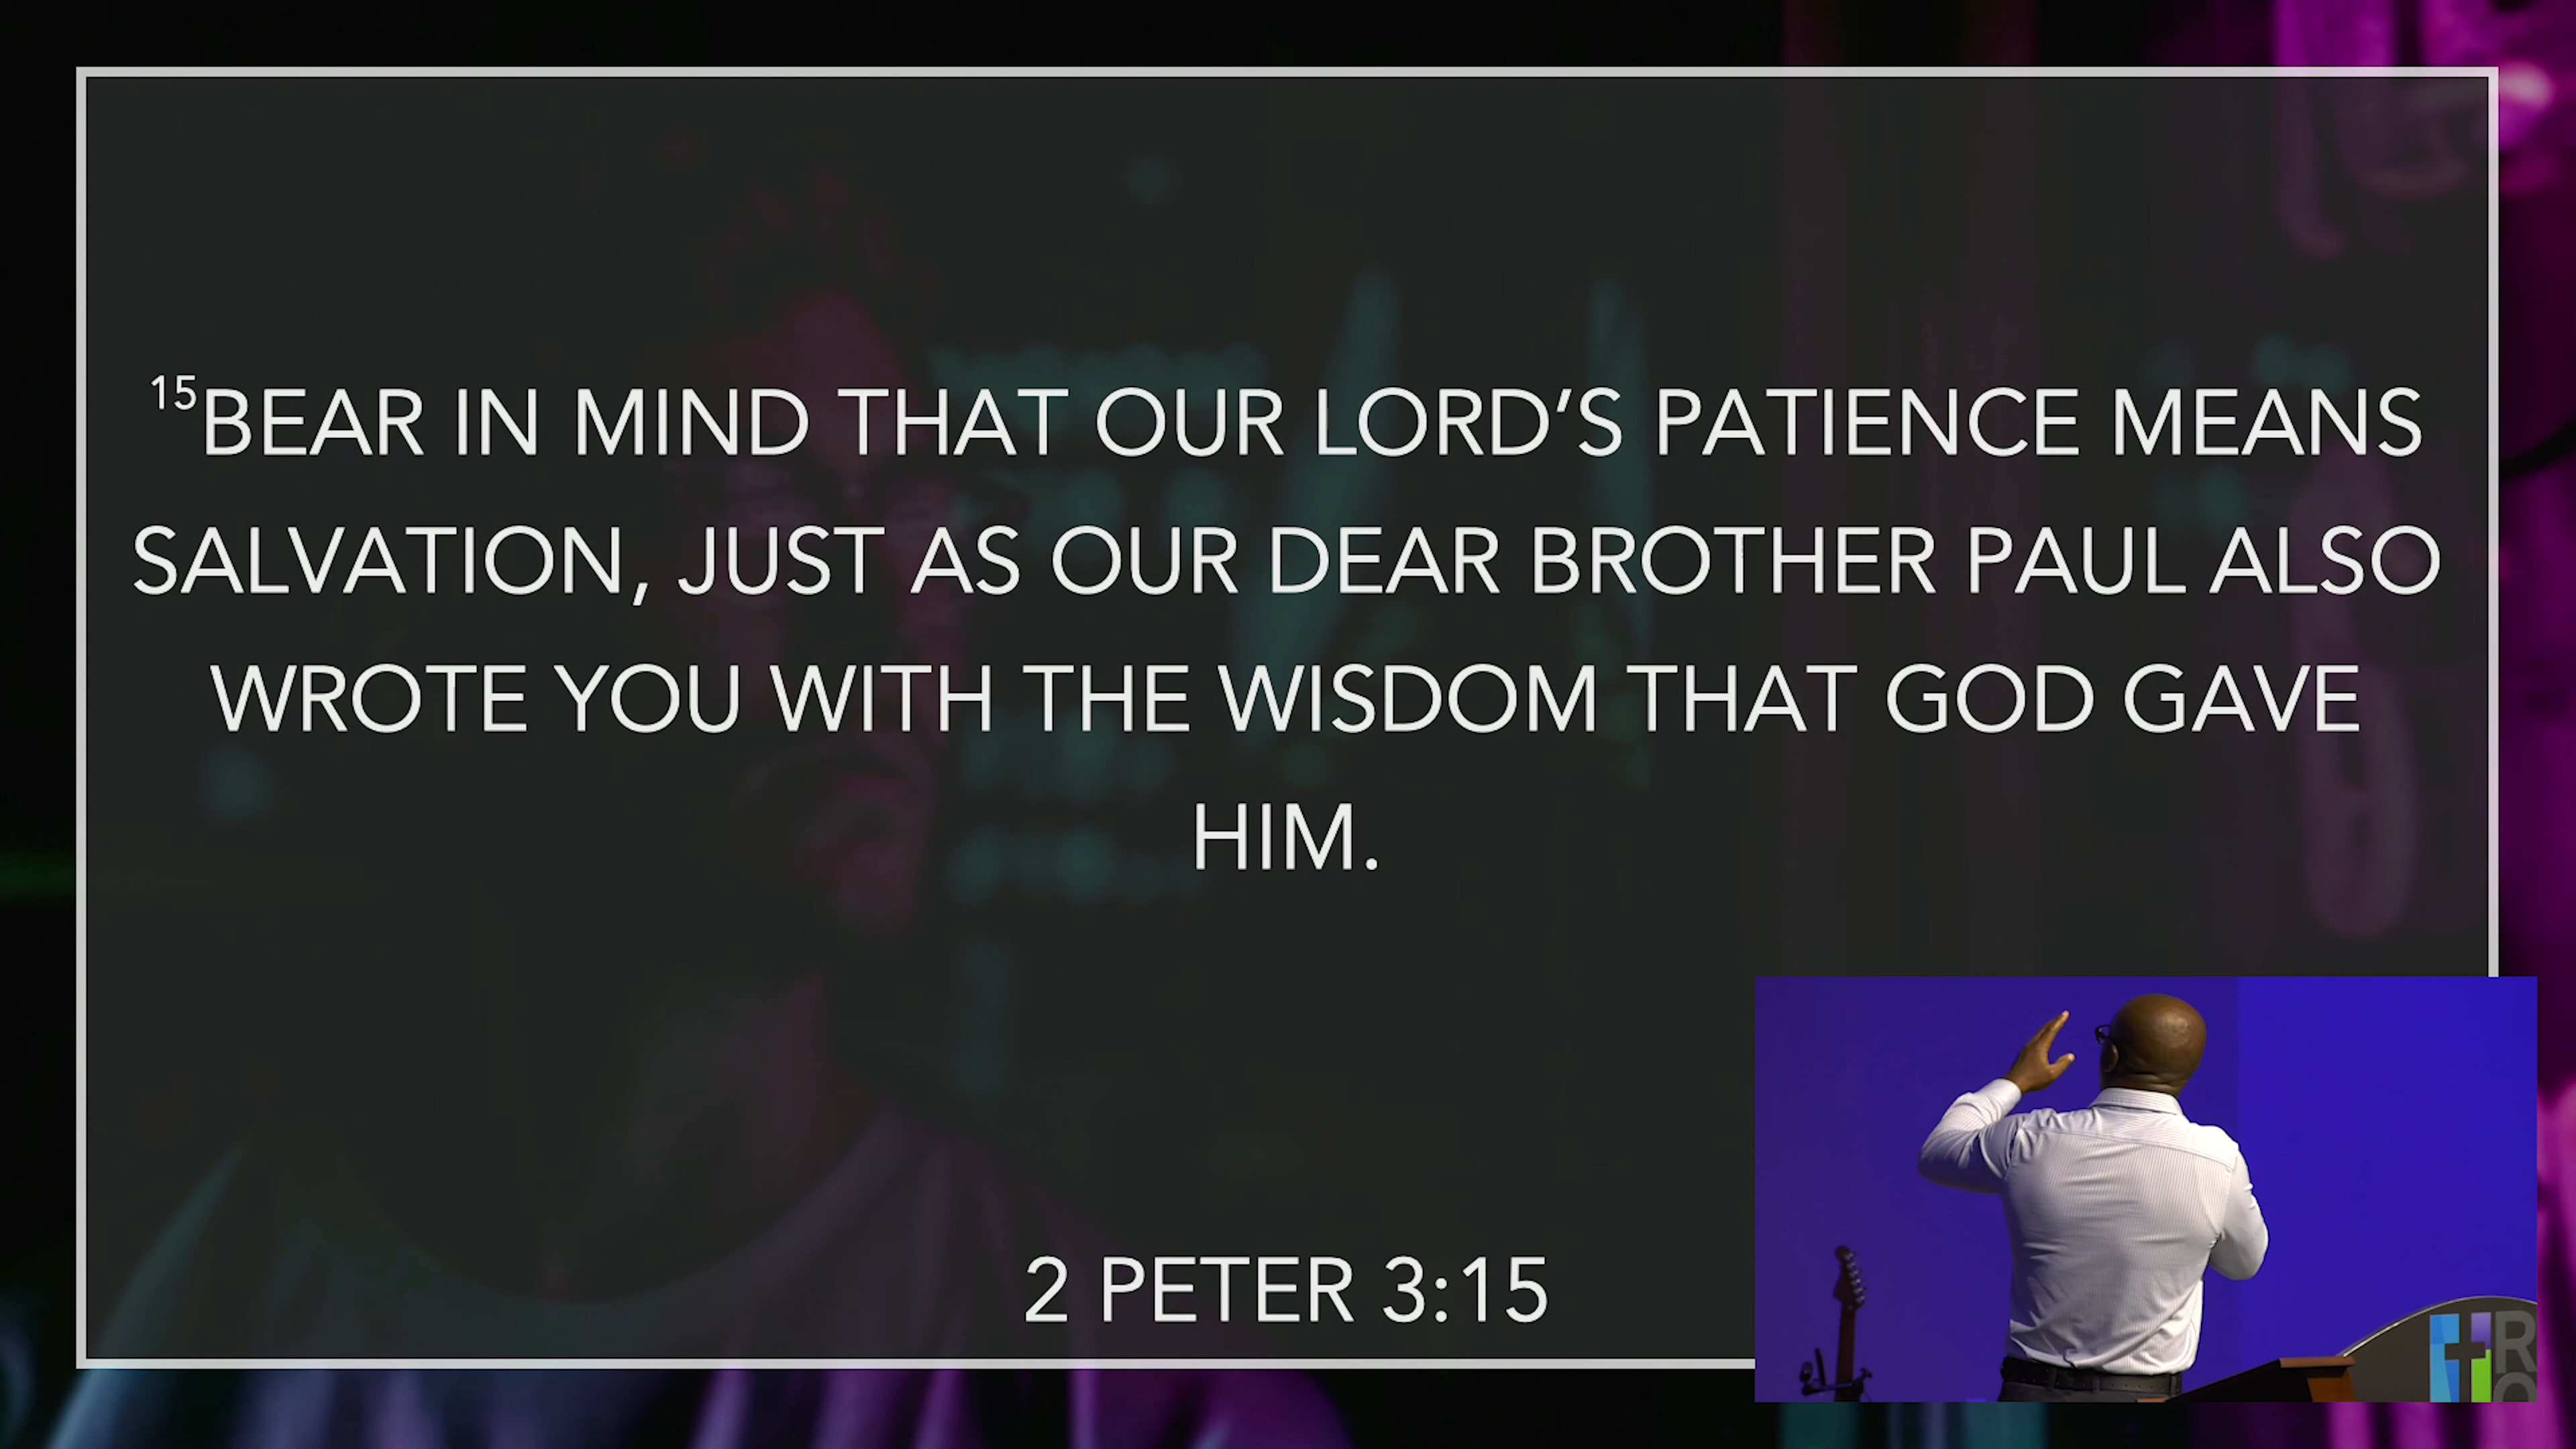 ¹⁵BEAR IN MIND THAT OUR LORD’S PATIENCE MEANS
SALVATION, JUST AS OUR DEAR BROTHER PAUL ALSO
WROTE YOU WITH THE WISDOM THAT GOD GAVE
HIM.
2 PETER 3:15